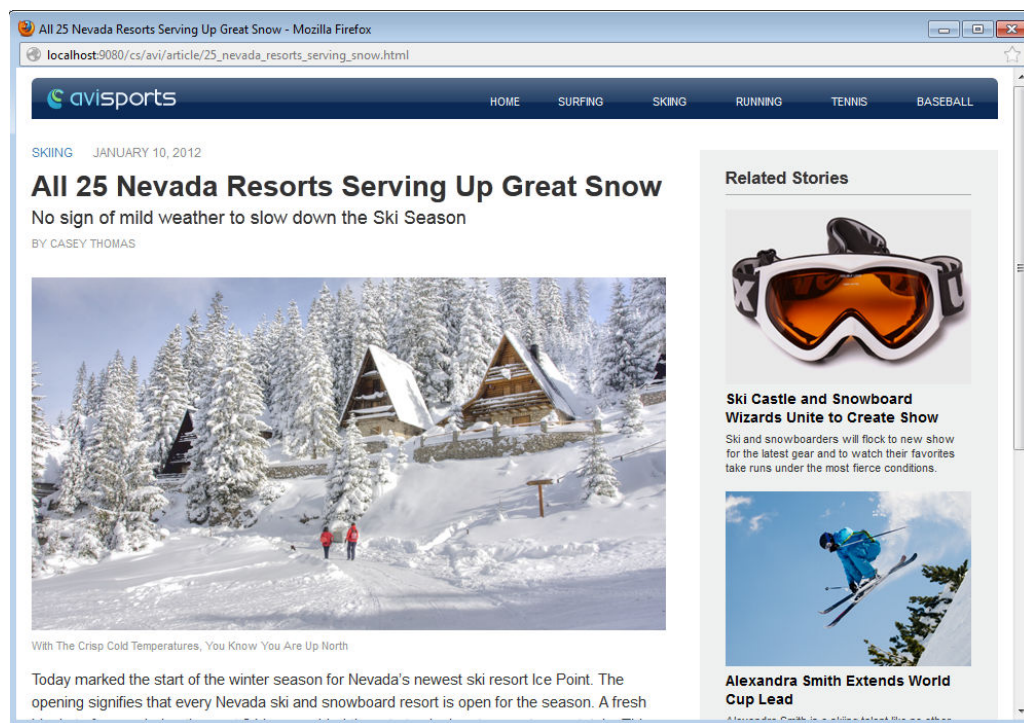 All 25 Nevada Resorts Serving Up Great Snow - Mozilla Firefox
localhost:9080/cs/avi/article/25_nevada_resorts_serving_snow.html
avisports
HOME SURFING SKIING RUNNING TENNIS BASEBALL
SKIING JANUARY 10, 2012
All 25 Nevada Resorts Serving Up Great Snow
No sign of mild weather to slow down the Ski Season
BY CASEY THOMAS
With The Crisp Cold Temperatures, You Know You Are Up North
Today marked the start of the winter season for Nevada's newest ski resort Ice Point. The
opening signifies that every Nevada ski and snowboard resort is open for the season. A fresh
Related Stories
Ski Castle and Snowboard
Wizards Unite to Create Show
Ski and snowboarders will flock to new show
for the latest gear and to watch their favorites
take runs under the most fierce conditions.
Alexandra Smith Extends World
Cup Lead